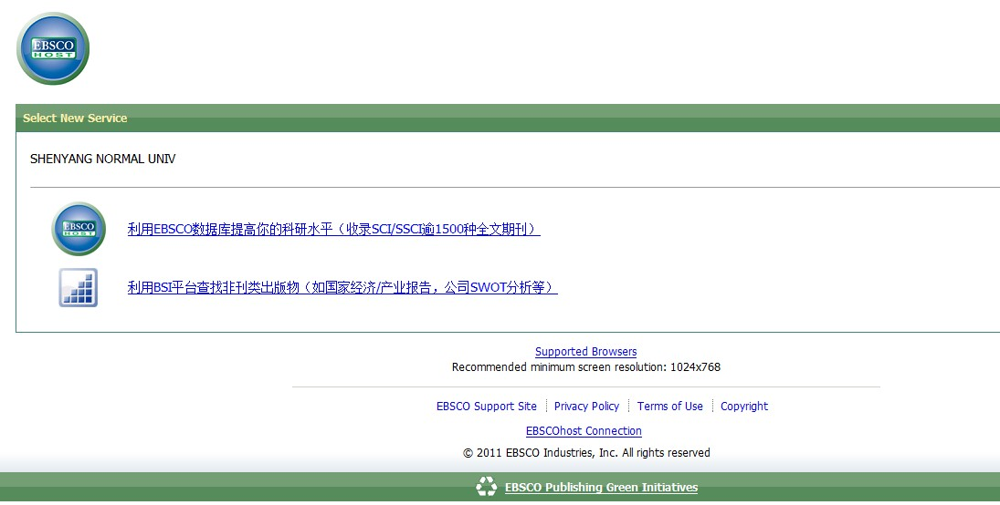 EBSCO
HOST
Select New Service
SHENYANG NORMAL UNIV
EBSCO
HOST
利用EBSCO数据库提高你的科研水平（收录SCI/SSCI逾1500种全文期刊）
利用BSI平台查找非刊类出版物（如国家经济/产业报告，公司SWOT分析等）
Supported Browsers
Recommended minimum screen resolution: 1024x768
EBSCO Support Site Privacy Policy Terms of Use Copyright
EBSCOhost Connection
© 2011 EBSCO Industries, Inc. All rights reserved
EBSCO Publishing Green Initiatives